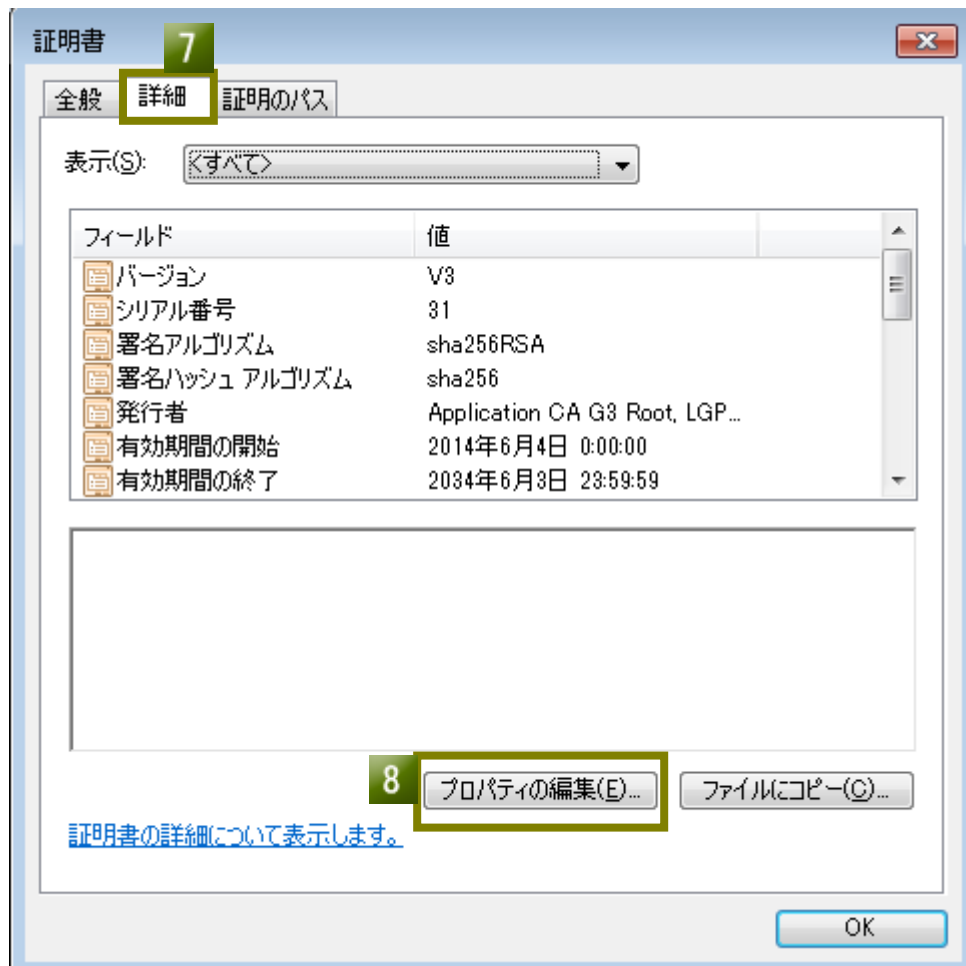 証明書
7
全般 詳細 証明のパス
表示(S): <すべて>
フィールド 値
バージョン V3
シリアル番号 31
署名アルゴリズム sha256RSA
署名ハッシュ アルゴリズム sha256
発行者 Application CA G3 Root, LGP...
有効期間の開始 2014年6月4日 0:00:00
有効期間の終了 2034年6月3日 23:59:59
8 プロパティの編集(E)... ファイルにコピー(C)...
証明書の詳細について表示します。
OK